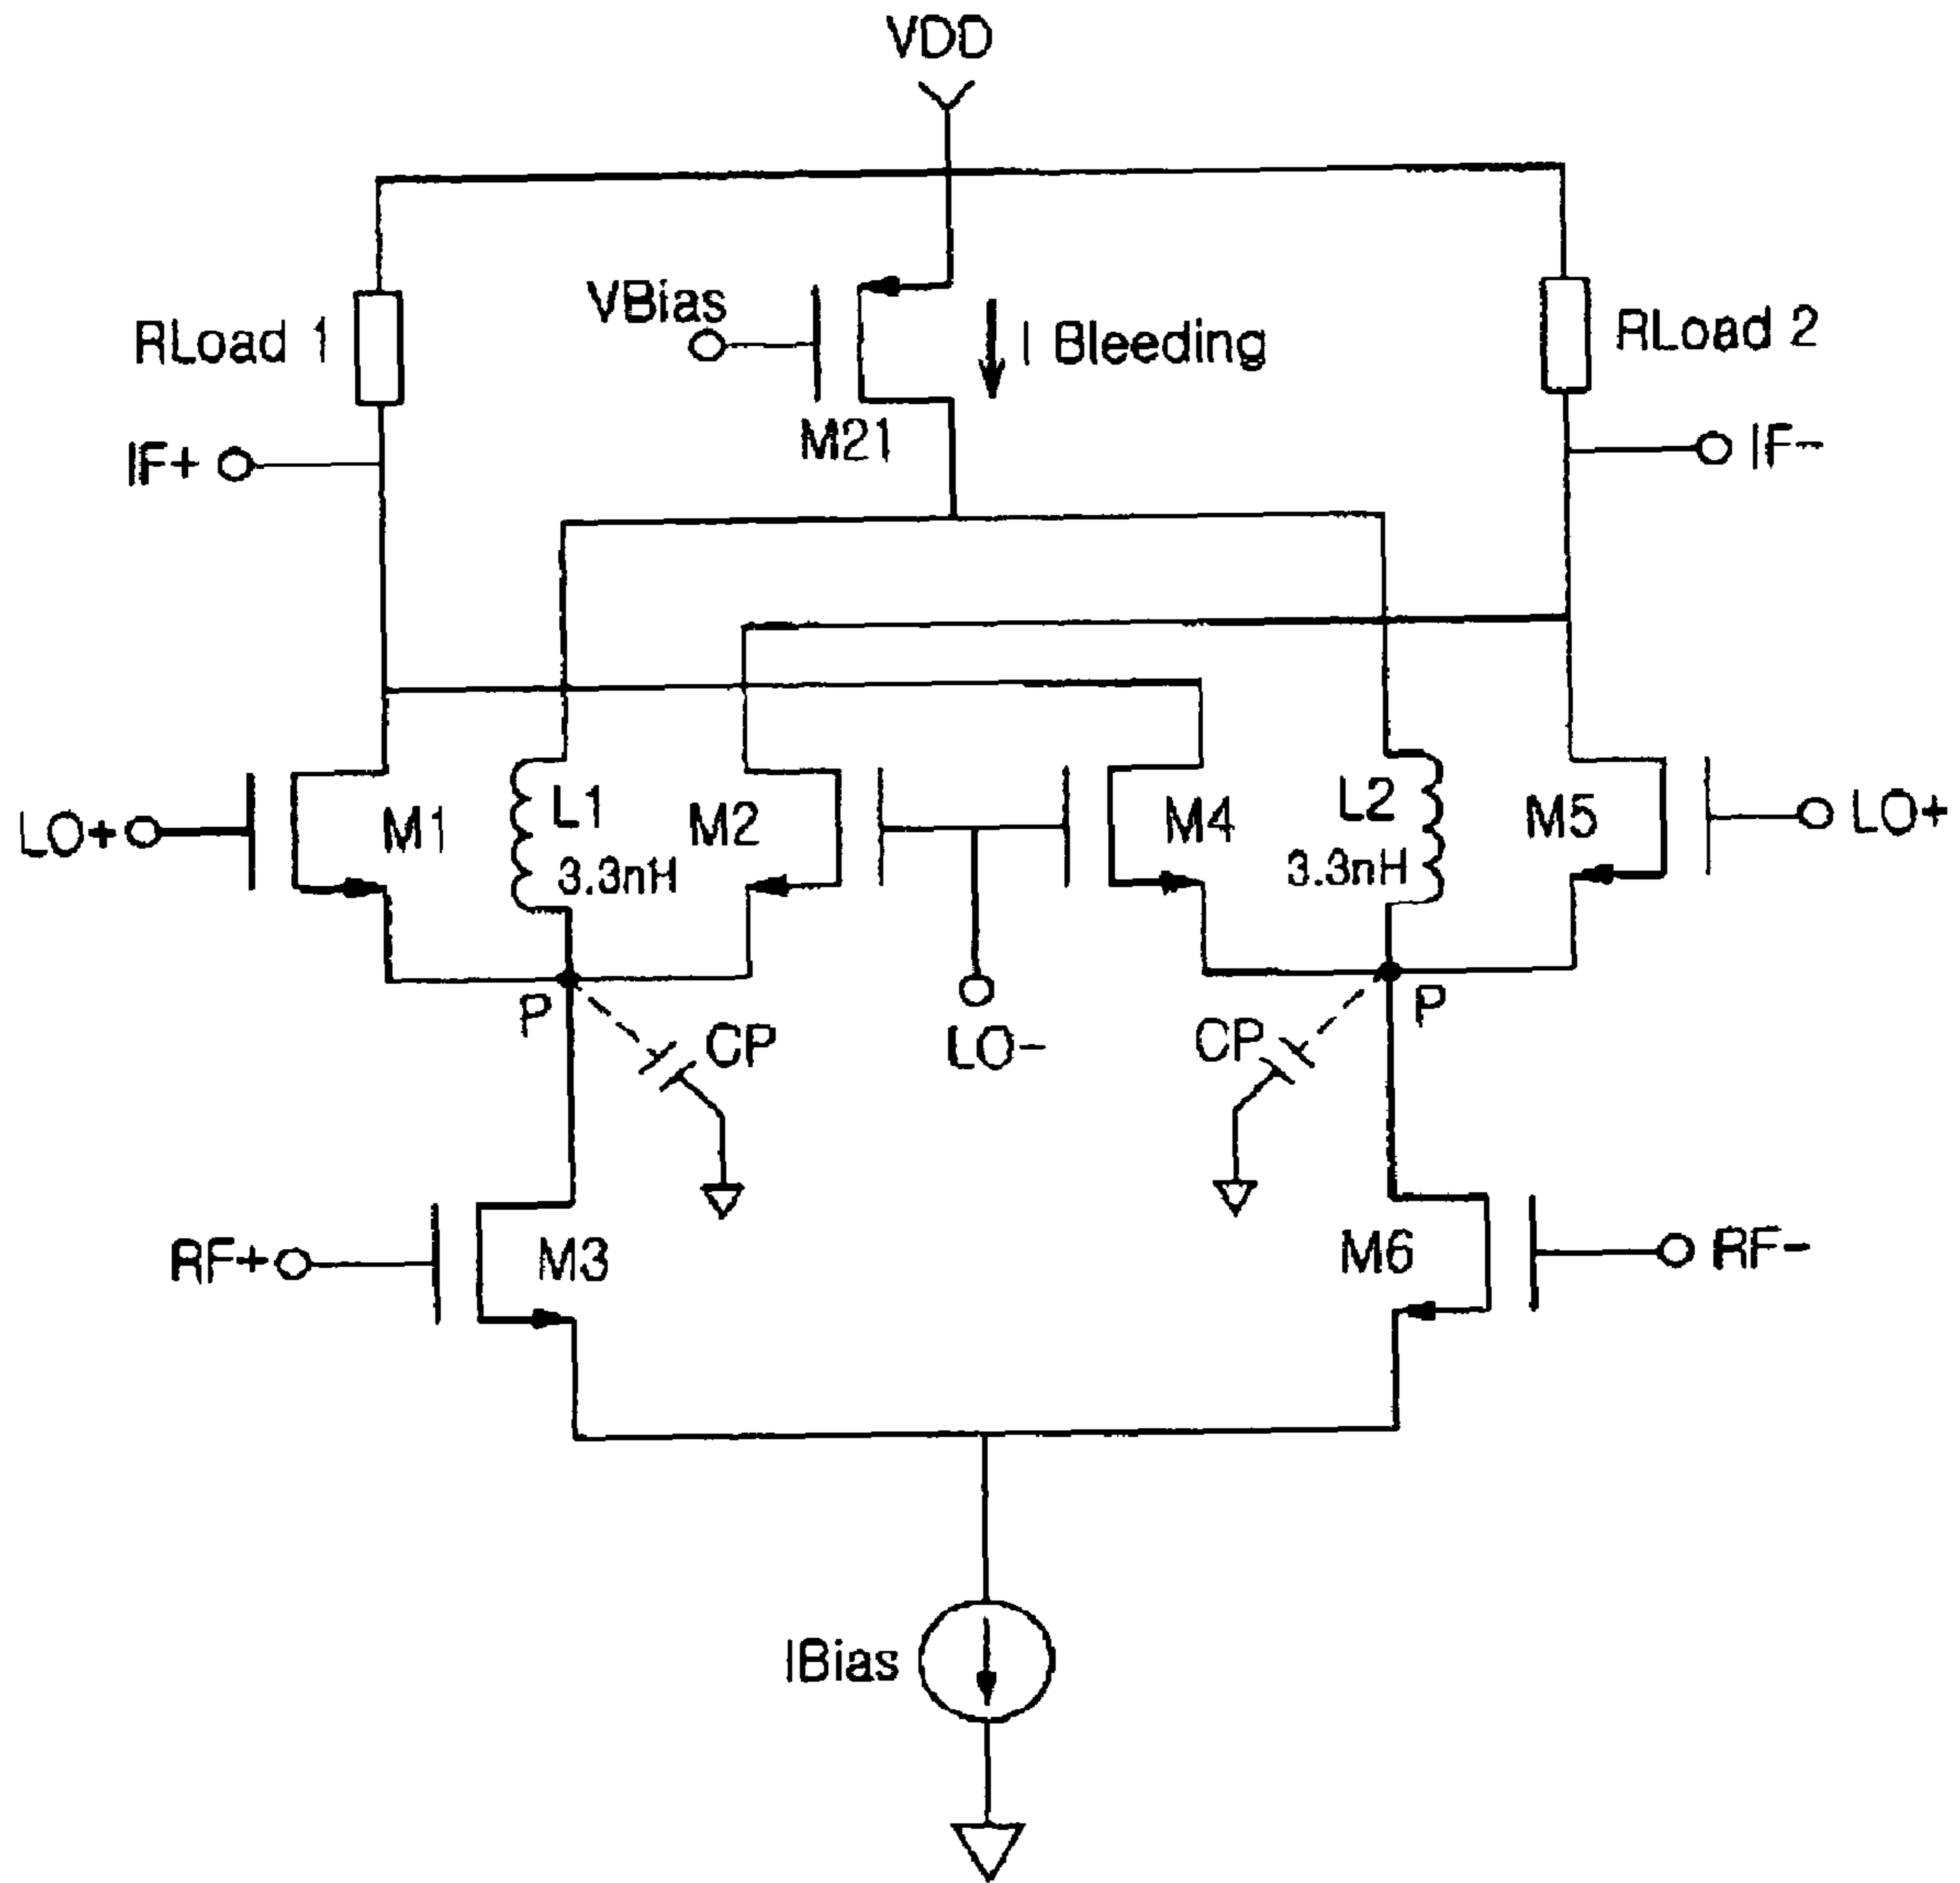 VDD
VBias
RLoad 1
I Bleeding
RLoad 2
M21
IF+
IF-
LO+
M1
L1
3.3nH
M2
M4
L2
3.3nH
M5
LO+
P
CP
LO-
CP
P
RF+
M3
M6
RF-
IBias